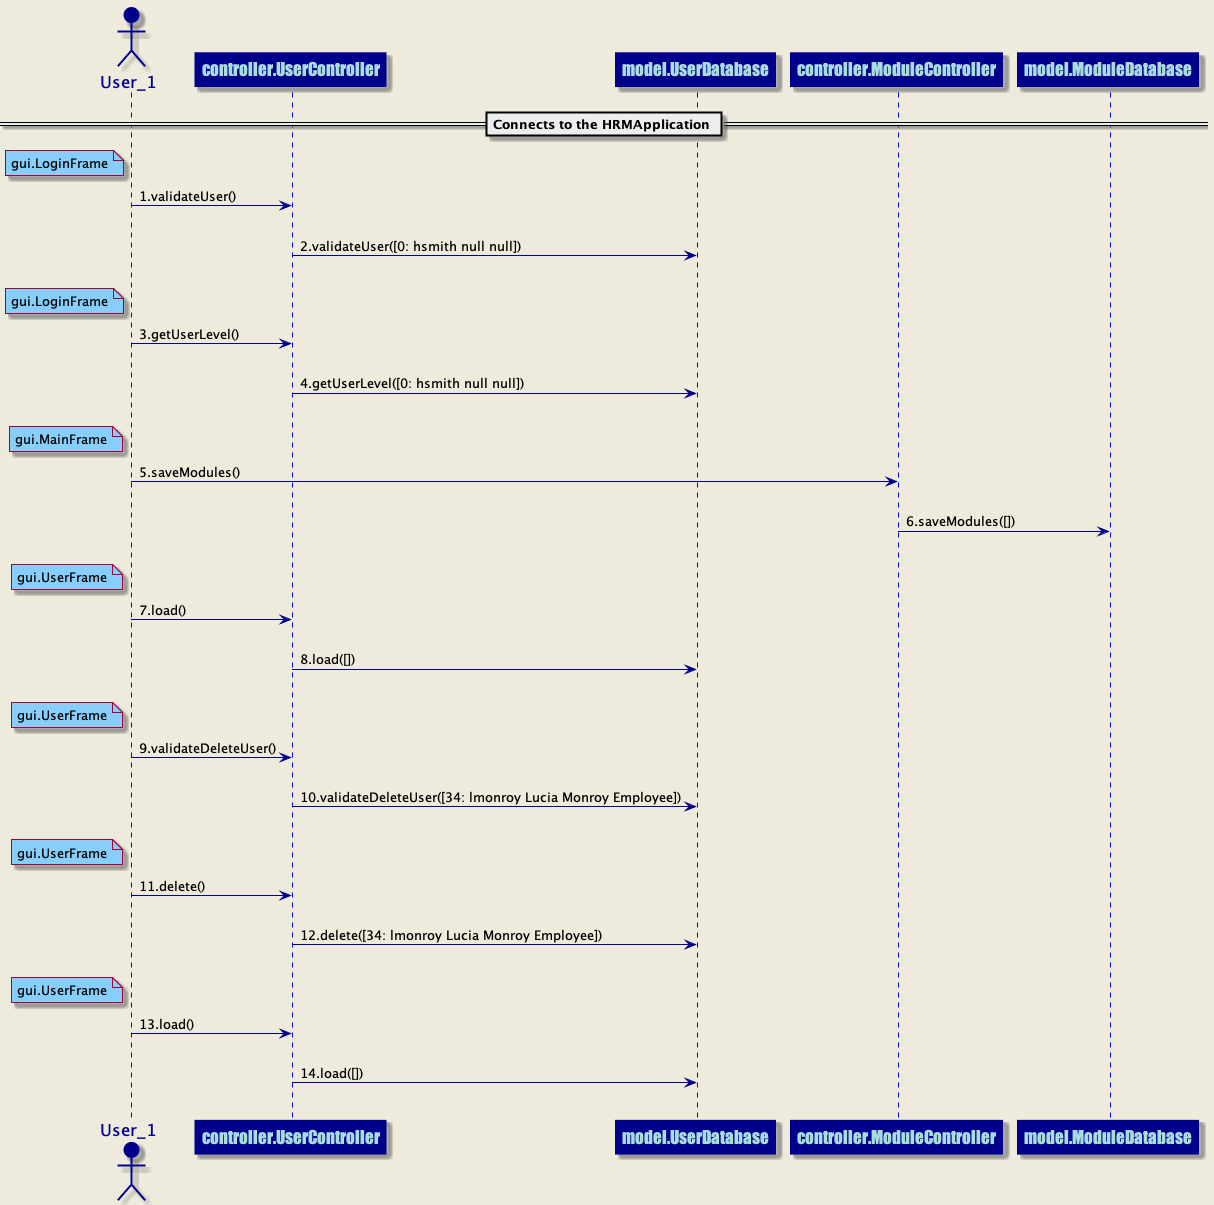 User_1
controller.UserController
model.UserDatabase
controller.ModuleController
model.ModuleDatabase
Connects to the HRMApplication
gui.LoginFrame
1.validateUser()
2.validateUser([0: hsmith null null])
gui.LoginFrame
3.getUserLevel()
4.getUserLevel([0: hsmith null null])
gui.MainFrame
5.saveModules()
6.saveModules([])
gui.UserFrame
7.load()
8.load([])
gui.UserFrame
9.validateDeleteUser()
10.validateDeleteUser([34: lmonroy Lucia Monroy Employee])
gui.UserFrame
11.delete()
12.delete([34: lmonroy Lucia Monroy Employee])
gui.UserFrame
13.load()
14.load([])
User_1
controller.UserController
model.UserDatabase
controller.ModuleController
model.ModuleDatabase